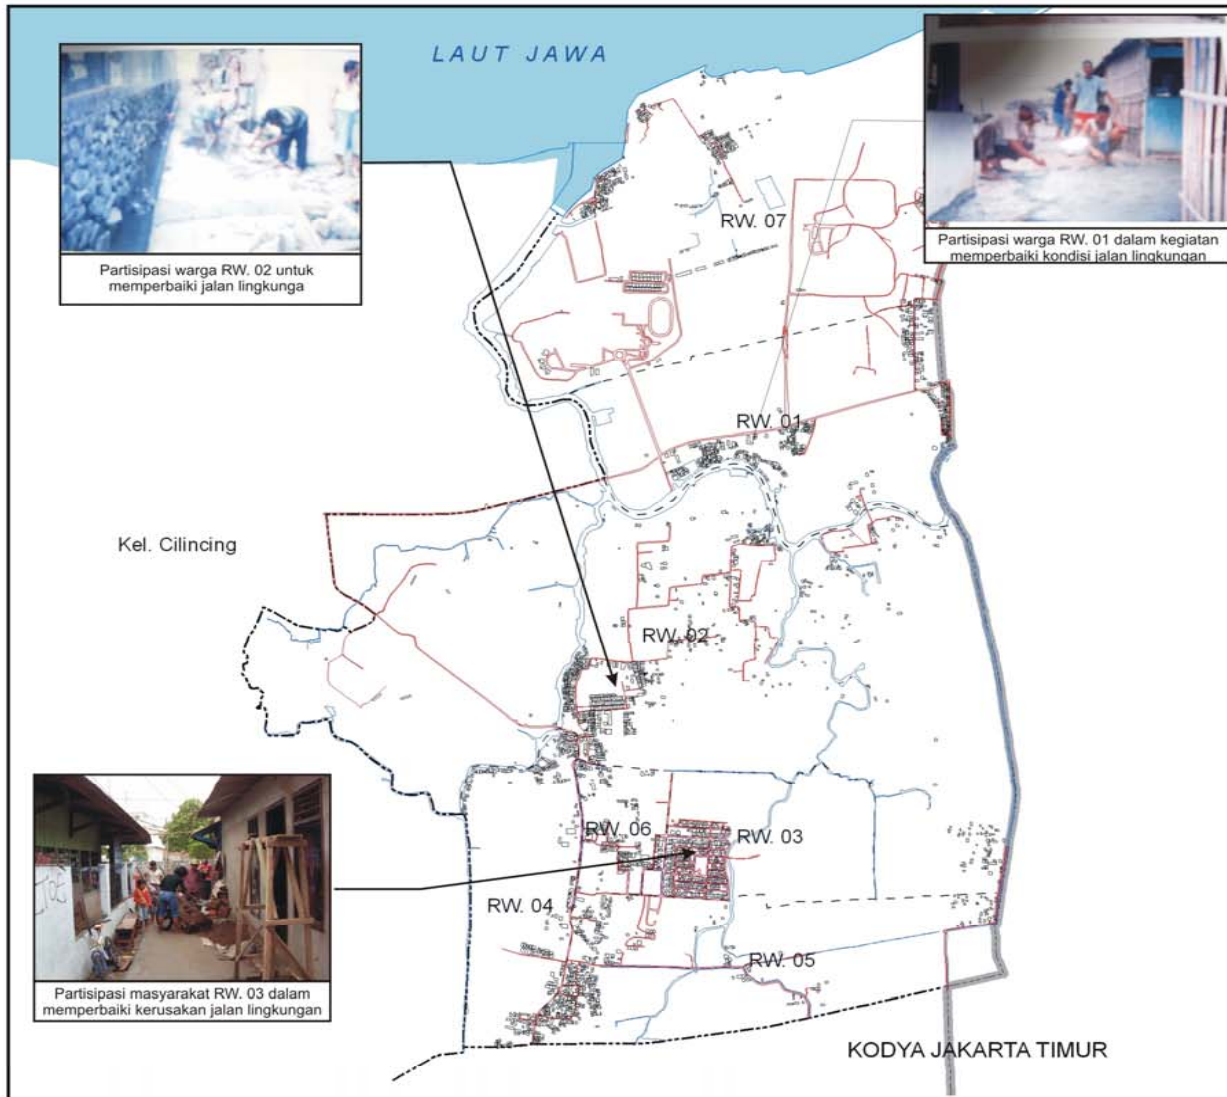 LAUT JAWA
Partisipasi warga RW. 02 untuk
memperbaiki jalan lingkunga
Partisipasi warga RW. 01 dalam kegiatan
memperbaiki kondisi jalan lingkungan
RW. 07
RW. 01
Kel. Cilincing
RW. 02
RW. 06
RW. 03
RW. 04
RW. 05
Partisipasi masyarakat RW. 03 dalam
memperbaiki kerusakan jalan lingkungan
KODYA JAKARTA TIMUR